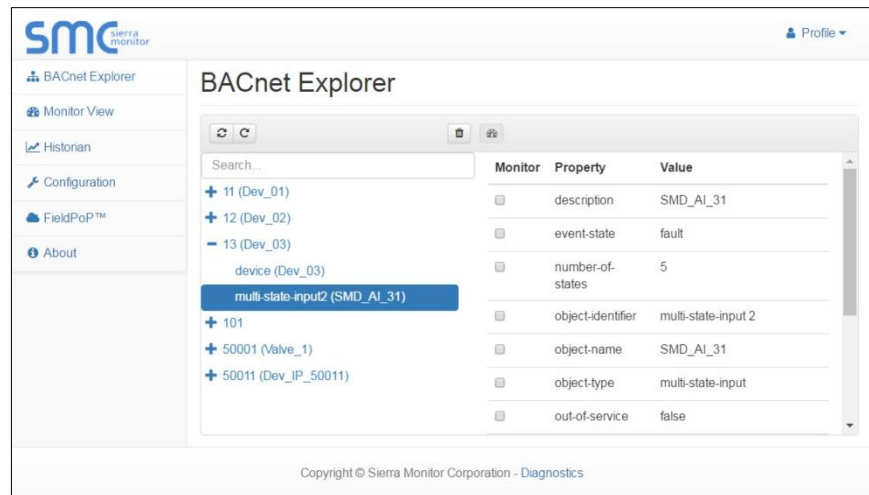 SMC sierra monitor
Profile
BACnet Explorer
Monitor View
Historian
Configuration
FieldPoP™
About
BACnet Explorer
Search...
11 (Dev_01)
12 (Dev_02)
13 (Dev_03)
device (Dev_03)
multi-state-input2 (SMD_AI_31)
101
50001 (Valve_1)
50011 (Dev_IP_50011)
Monitor Property Value
description SMD_AI_31
event-state fault
number-of-
states 5
object-identifier multi-state-input 2
object-name SMD_AI_31
object-type multi-state-input
out-of-service false
Copyright © Sierra Monitor Corporation - Diagnostics